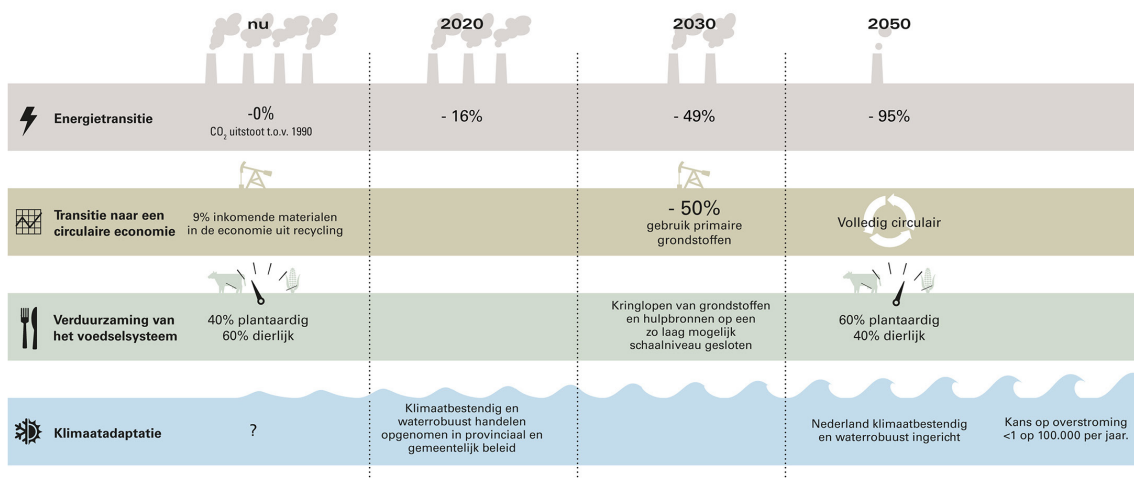 nu
2020
2030
2050
Energietransitie
-0%
CO₂ uitstoot t.o.v. 1990
- 16%
- 49%
- 95%
Transitie naar een
circulaire economie
9% inkomende materialen
in de economie uit recycling
- 50%
gebruik primaire
grondstoffen
Volledig circulair
Verduurzaming van
het voedselsysteem
40% plantaardig
60% dierlijk
Kringlopen van grondstoffen
en hulpbronnen op een
zo laag mogelijk
schaalniveau gesloten
60% plantaardig
40% dierlijk
Klimaatadaptatie
?
Klimaatbestendig en
waterrobuust handelen
opgenomen in provinciaal en
gemeentelijk beleid
Nederland klimaatbestendig
en waterrobuust ingericht
Kans op overstroming
<1 op 100.000 per jaar.